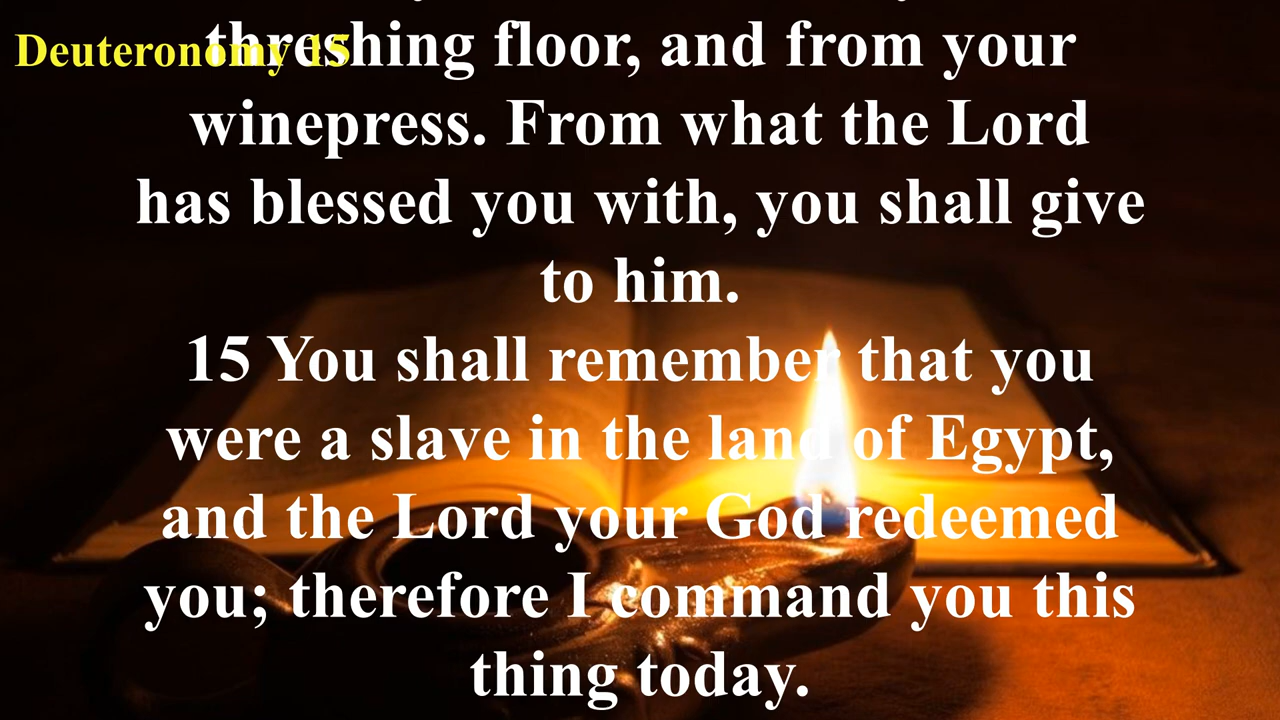 Deuteronomy 15
threshing floor, and from your
winepress. From what the Lord
has blessed you with, you shall give
to him.
15 You shall remember that you
were a slave in the land of Egypt,
and the Lord your God redeemed
you; therefore I command you this
thing today.